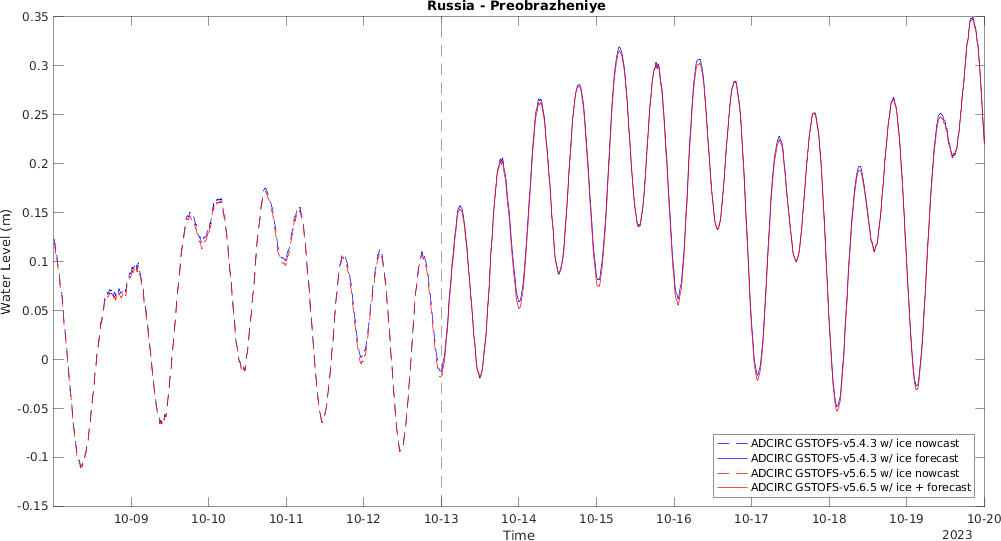 Russia - Preobrazheniye
0.35
0.3
0.25
0.2
0.15
0.1
0.05
0
-0.05
-0.1
-0.15
Water Level (m)
ADCIRC GSTOFS-v5.4.3 w/ ice nowcast
ADCIRC GSTOFS-v5.4.3 w/ ice forecast
ADCIRC GSTOFS-v5.6.5 w/ ice nowcast
ADCIRC GSTOFS-v5.6.5 w/ ice + forecast
10-09 10-10 10-11 10-12 10-13 10-14 10-15 10-16 10-17 10-18 10-19 10-20
Time
2023